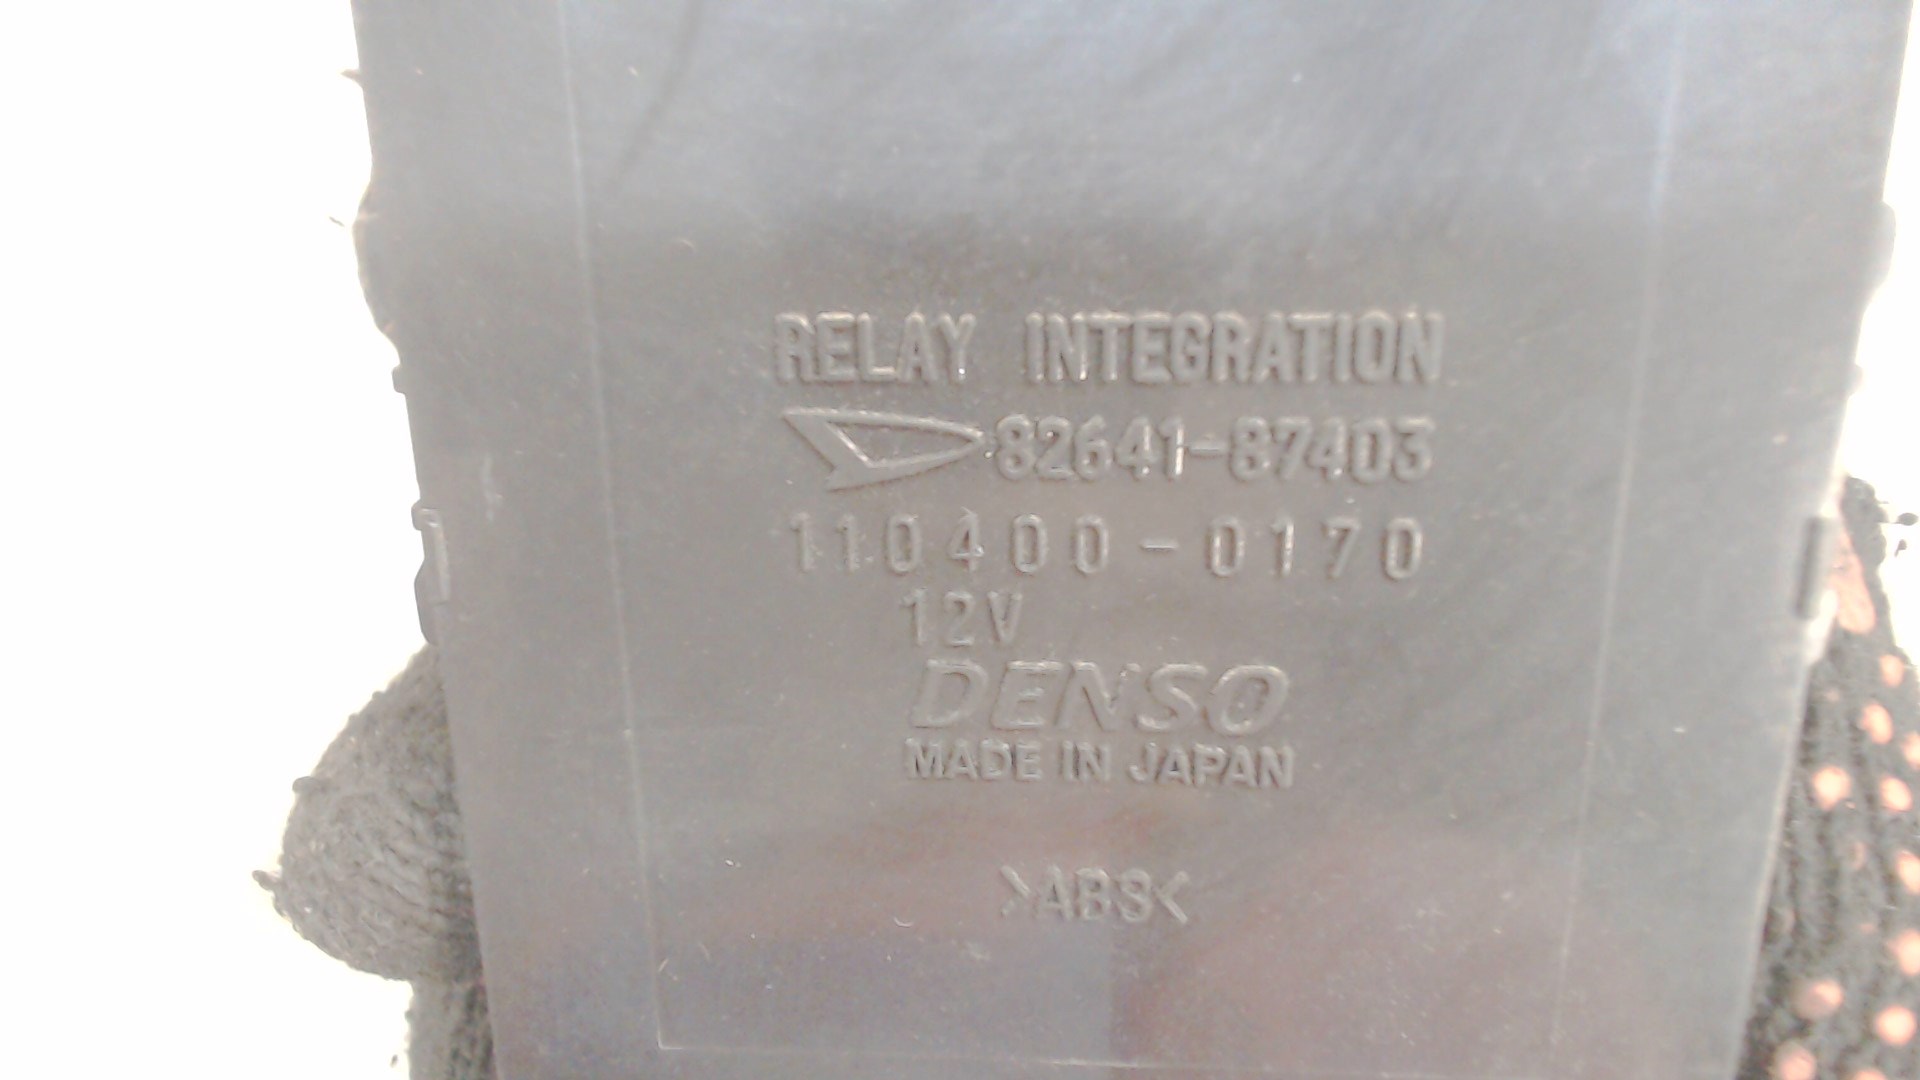 RELAY INTEGRATION
82641-87403
110400-0170
12V
DENSO
MADE IN JAPAN
>ABS<